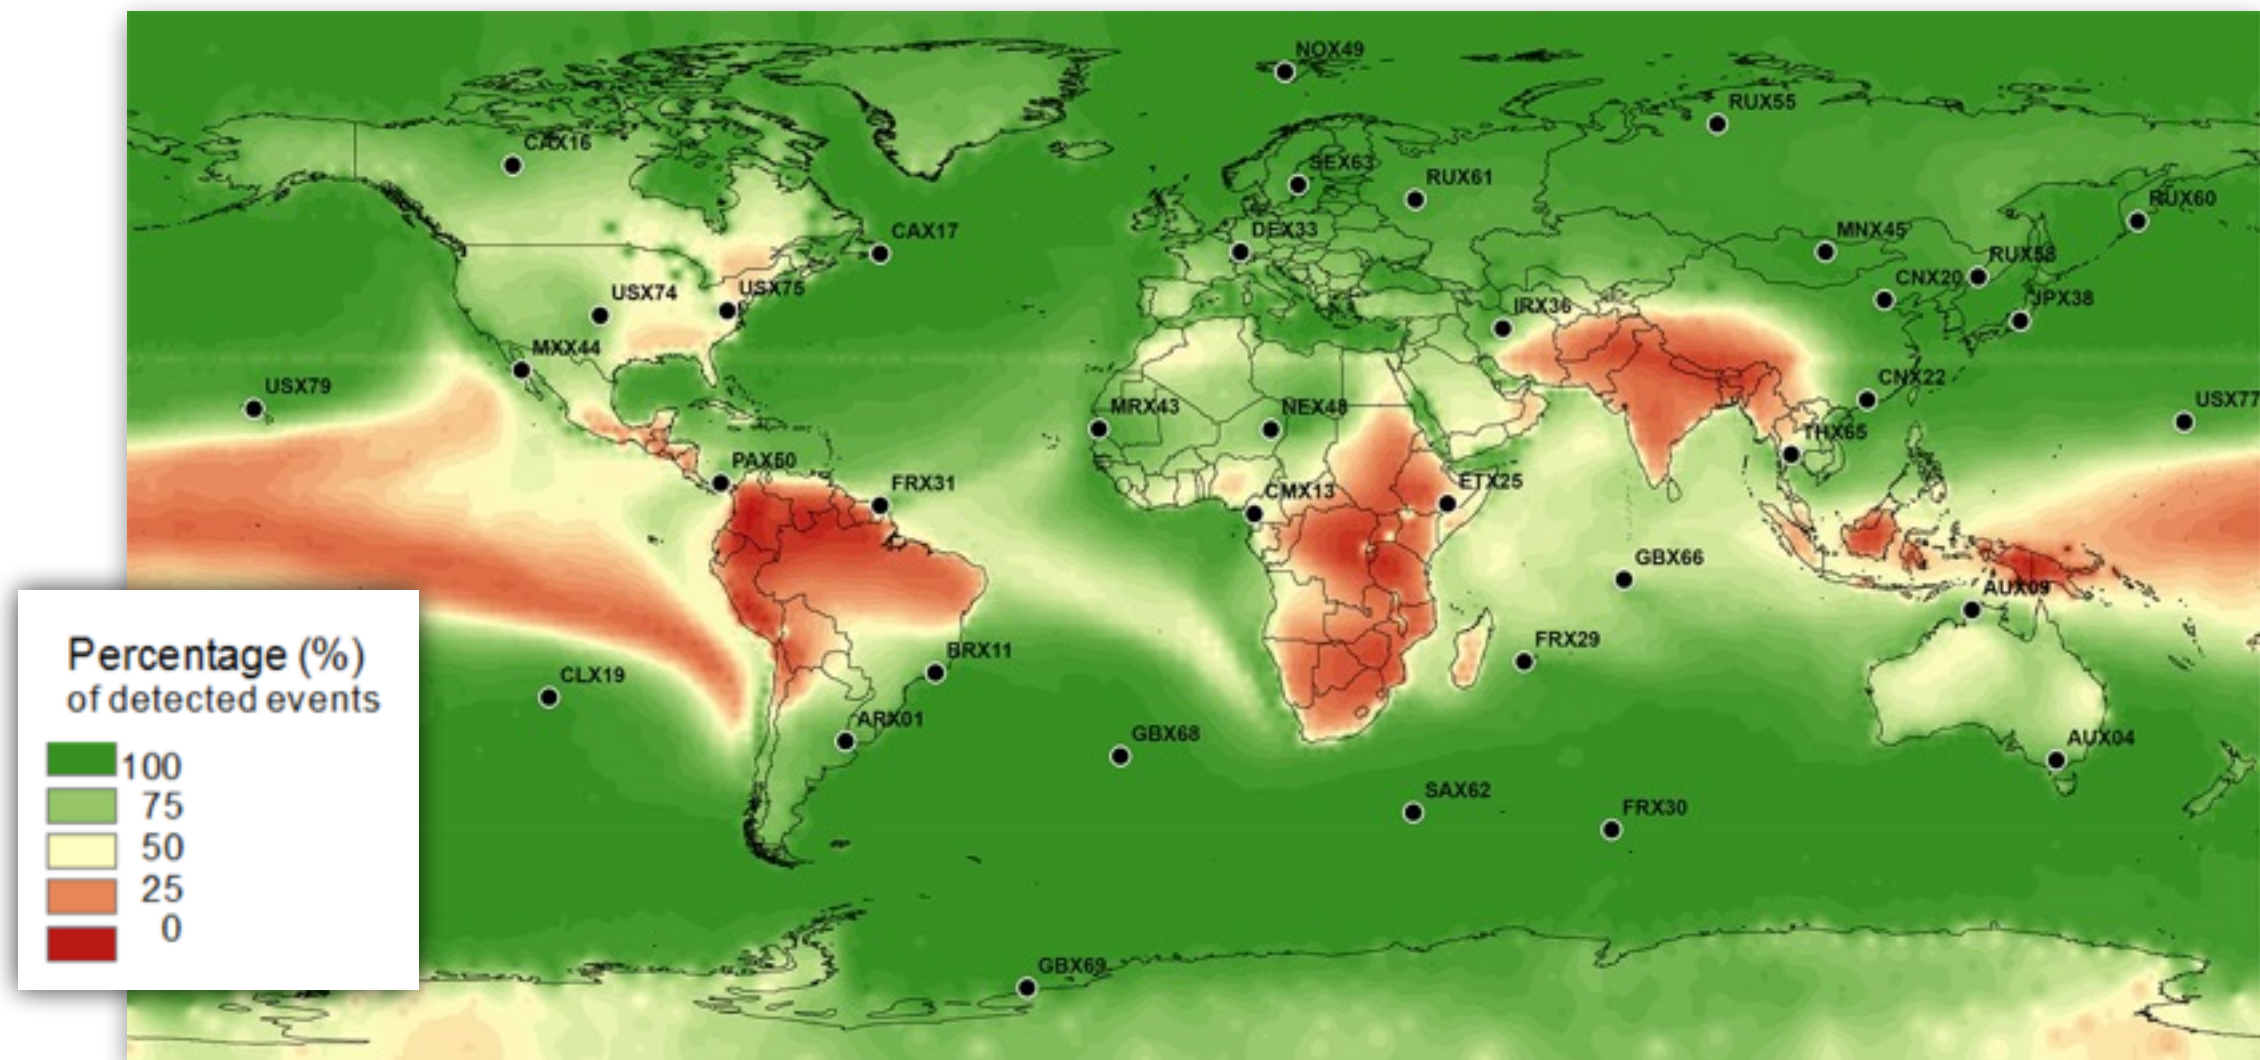 NOX49
RUX55
CAX16
SEX63
RUX61
RUX60
CAX17
DEX33
MNX45
RUX58
CNX20
USX74
USX75
IRX36
JPX38
MXX44
USX79
CNX22
USX77
MRX43
NEX48
THX65
PAX50
FRX31
CMX13
ETX25
GBX66
AUX09
FRX29
BRX11
CLX19
ARX01
GBX68
AUX04
SAX62
FRX30
GBX69
Percentage (%)
of detected events
100
75
50
25
0